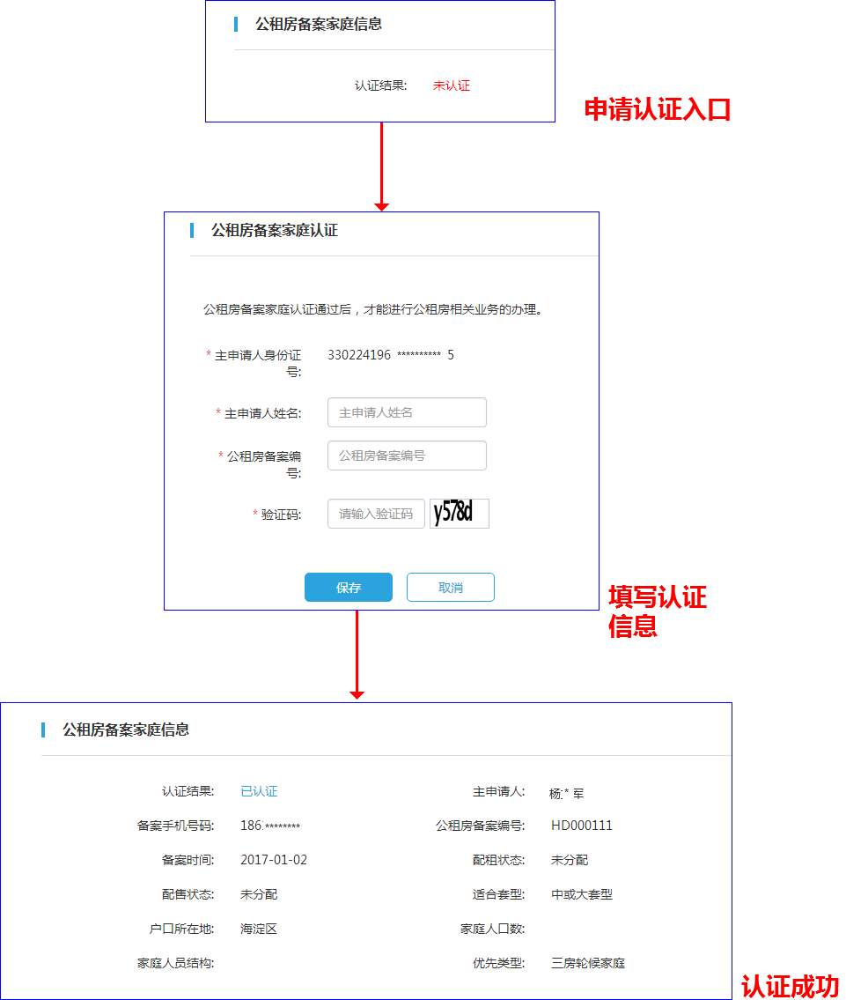 公租房备案家庭信息
认证结果: 未认证
申请认证入口
公租房备案家庭认证
公租房备案家庭认证通过后，才能进行公租房相关业务的办理。
* 主申请人身份证 330224196 ********** 5
号:
* 主申请人姓名: 主申请人姓名
* 公租房备案编 公租房备案编号
号:
* 验证码: 请输入验证码 y578d
保存 取消
填写认证
信息
公租房备案家庭信息
认证结果: 已认证 主申请人: 杨* 军
备案手机号码: 186******** 公租房备案编号: HD000111
备案时间: 2017-01-02 配租状态: 未分配
配售状态: 未分配 适合套型: 中或大套型
户口所在地: 海淀区 家庭人口数:
家庭人员结构: 优先类型: 三房轮候家庭
认证成功